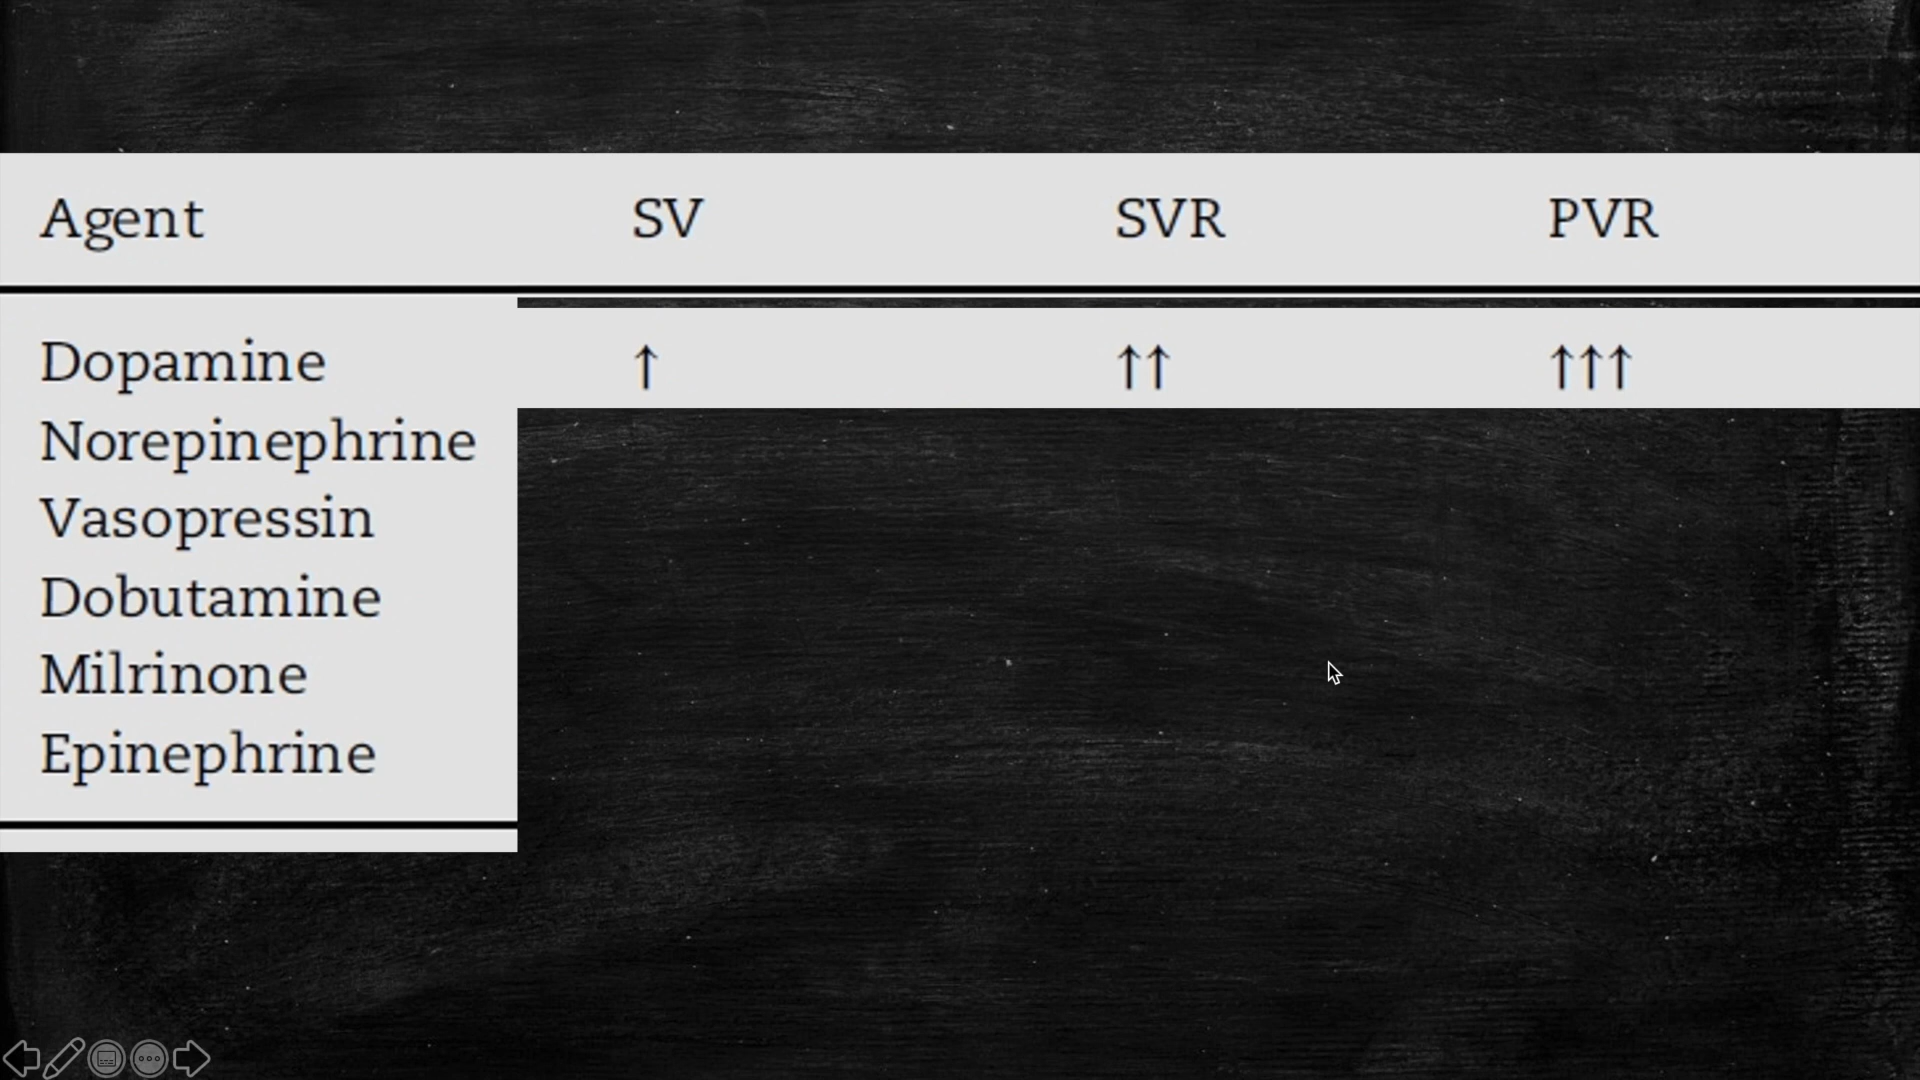 Agent SV SVR PVR
Dopamine ↑ ↑↑ ↑↑↑
Norepinephrine
Vasopressin
Dobutamine
Milrinone
Epinephrine